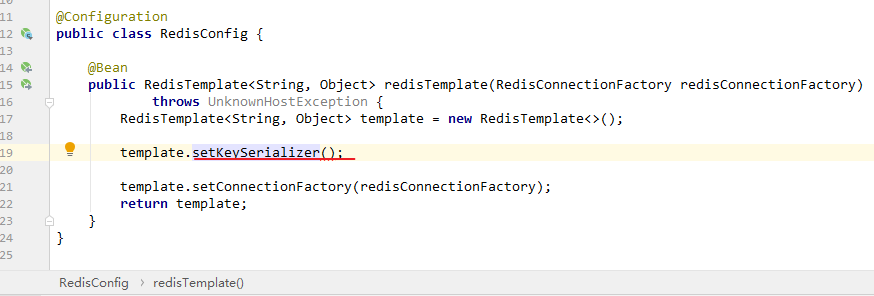 11 @Configuration
12 public class RedisConfig {
13
14 @Bean
15 public RedisTemplate<String, Object> redisTemplate(RedisConnectionFactory redisConnectionFactory)
16 throws UnknownHostException {
17 RedisTemplate<String, Object> template = new RedisTemplate<>();
18
19 template.setKeySerializer();
20
21 template.setConnectionFactory(redisConnectionFactory);
22 return template;
23 }
24 }
25
RedisConfig › redisTemplate()